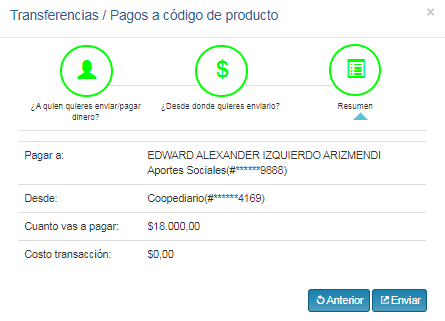 Transferencias / Pagos a código de producto
×
$
¿A quien quieres enviar/pagar
dinero?
¿Desde donde quieres enviarlo?
Resumen
Pagar a:
EDWARD ALEXANDER IZQUIERDO ARIZMENDI
Aportes Sociales(#******9888)
Desde:
Coopediario(#******4169)
Cuanto vas a pagar:
$18.000,00
Costo transacción:
$0,00
Anterior
Enviar